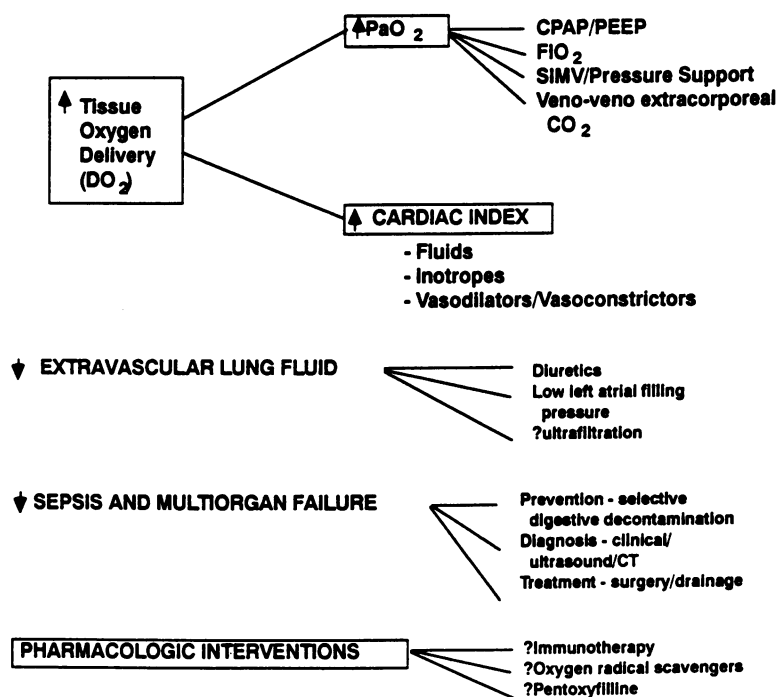 ↑PaO 2
CPAP/PEEP
FIO2
SIMV/Pressure Support
Veno-veno extracorporeal
CO2
↑ Tissue
Oxygen
Delivery
(DO2)
↑ CARDIAC INDEX
- Fluids
- Inotropes
- Vasodilators/Vasoconstrictors
↓ EXTRAVASCULAR LUNG FLUID
Diuretics
Low left atrial filling
pressure
?ultrafiltration
↓ SEPSIS AND MULTIORGAN FAILURE
Prevention - selective
digestive decontamination
Diagnosis - clinical/
ultrasound/CT
Treatment - surgery/drainage
PHARMACOLOGIC INTERVENTIONS
?Immunotherapy
?Oxygen radical scavengers
?Pentoxyfilline